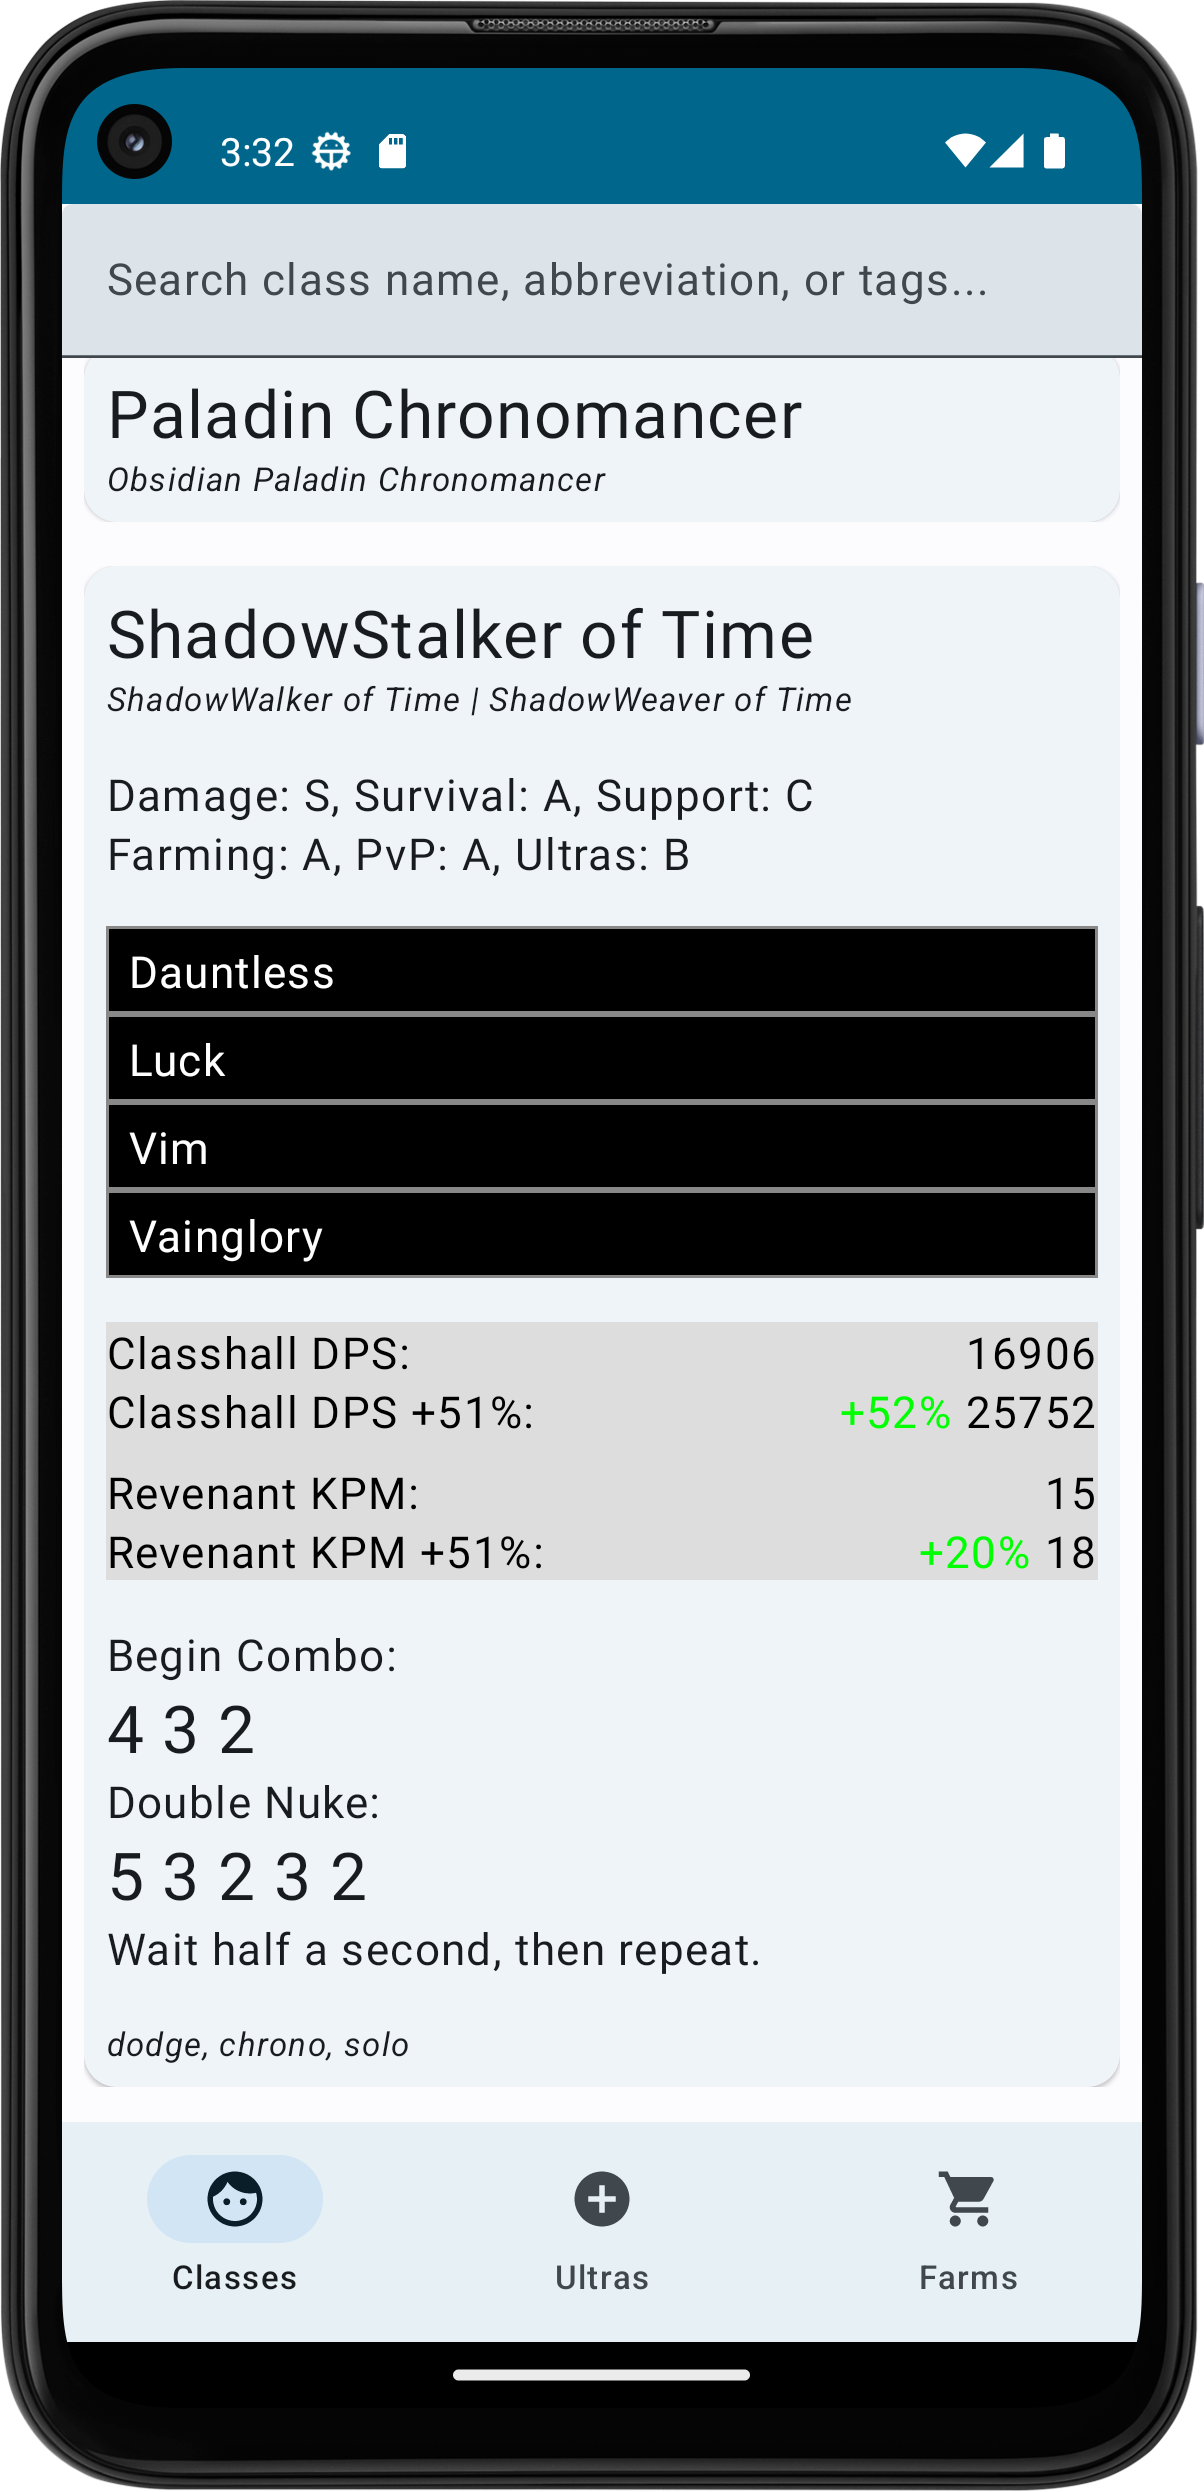 3:32
Search class name, abbreviation, or tags...
Paladin Chronomancer
Obsidian Paladin Chronomancer
ShadowStalker of Time
ShadowWalker of Time | ShadowWeaver of Time
Damage: S, Survival: A, Support: C
Farming: A, PvP: A, Ultras: B
Dauntless
Luck
Vim
Vainglory
Classhall DPS: 16906
Classhall DPS +51%: +52% 25752
Revenant KPM: 15
Revenant KPM +51%: +20% 18
Begin Combo:
4 3 2
Double Nuke:
5 3 2 3 2
Wait half a second, then repeat.
dodge, chrono, solo
Classes Ultras Farms